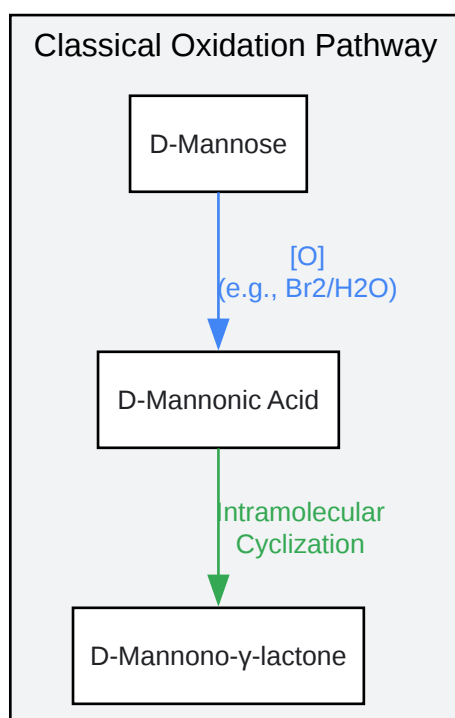 Classical Oxidation Pathway
D-Mannose
[O]
(e.g., Br2/H2O)
D-Mannonic Acid
Intramolecular
Cyclization
D-Mannono-γ-lactone